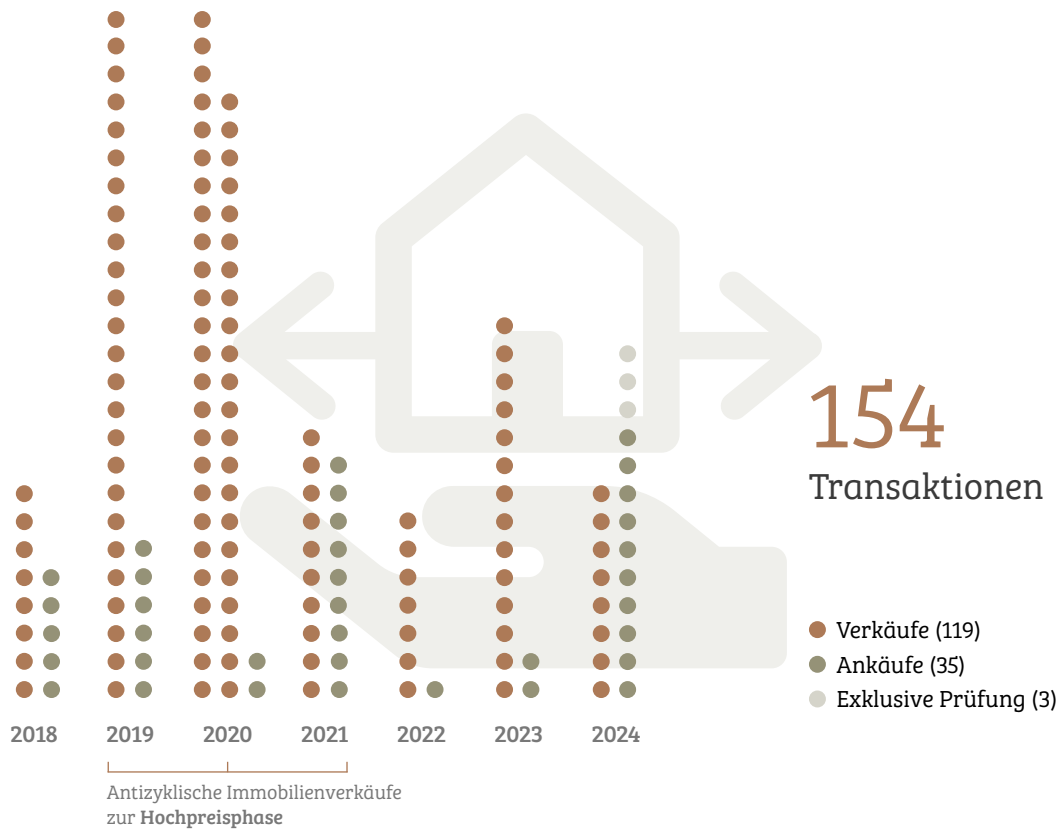 154
Transaktionen
Verkäufe (119)
Ankäufe (35)
Exklusive Prüfung (3)
2018 2019 2020 2021 2022 2023 2024
Antizyklische Immobilienverkäufe
zur Hochpreisphase